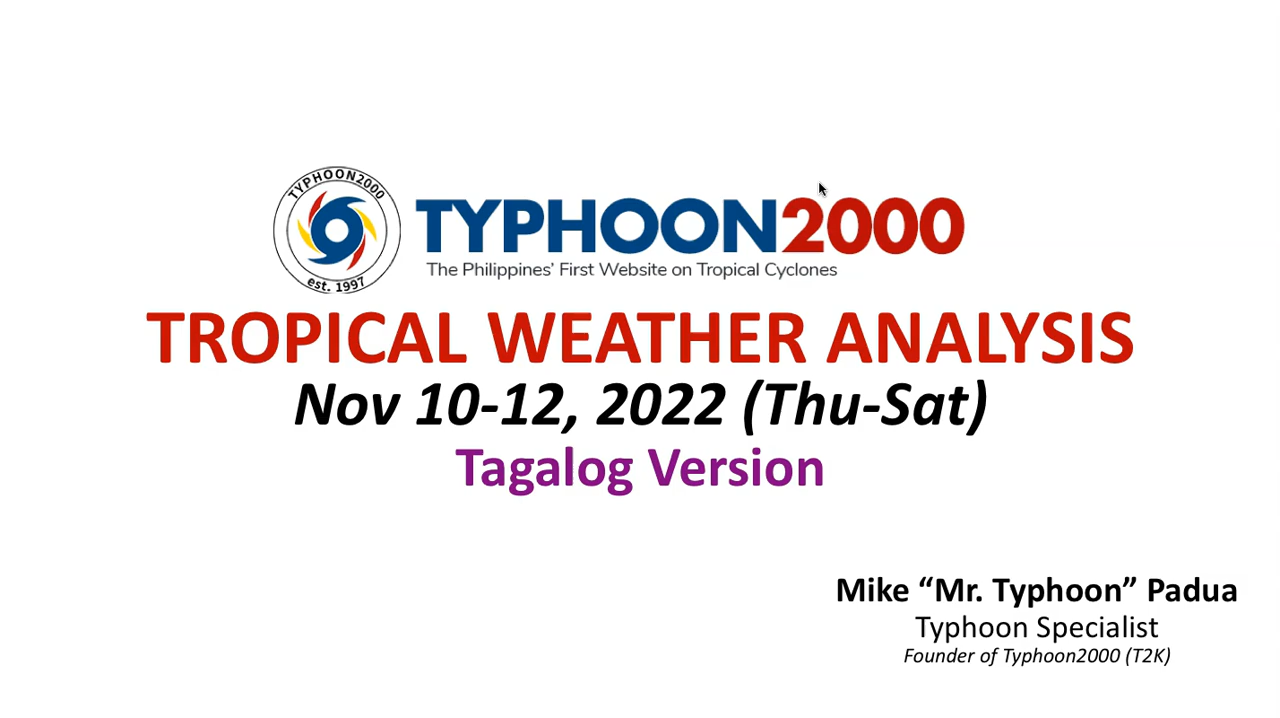 TYPHOON2000
est. 1997
TYPHOON2000
The Philippines' First Website on Tropical Cyclones
TROPICAL WEATHER ANALYSIS
Nov 10-12, 2022 (Thu-Sat)
Tagalog Version
Mike “Mr. Typhoon” Padua
Typhoon Specialist
Founder of Typhoon2000 (T2K)